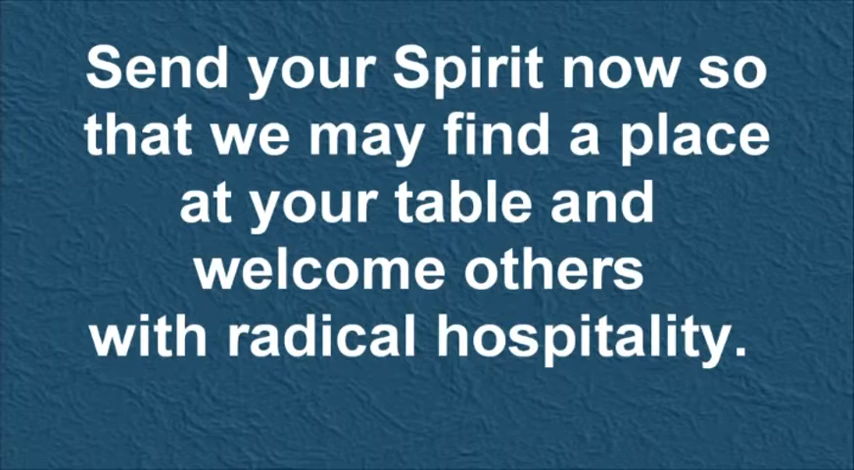 Send your Spirit now so
that we may find a place
at your table and
welcome others
with radical hospitality.